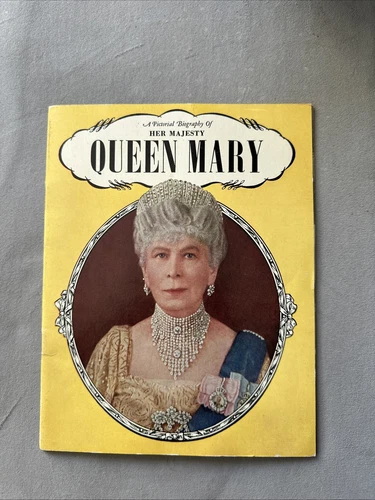 A Pictorial Biography Of
HER MAJESTY
QUEEN MARY